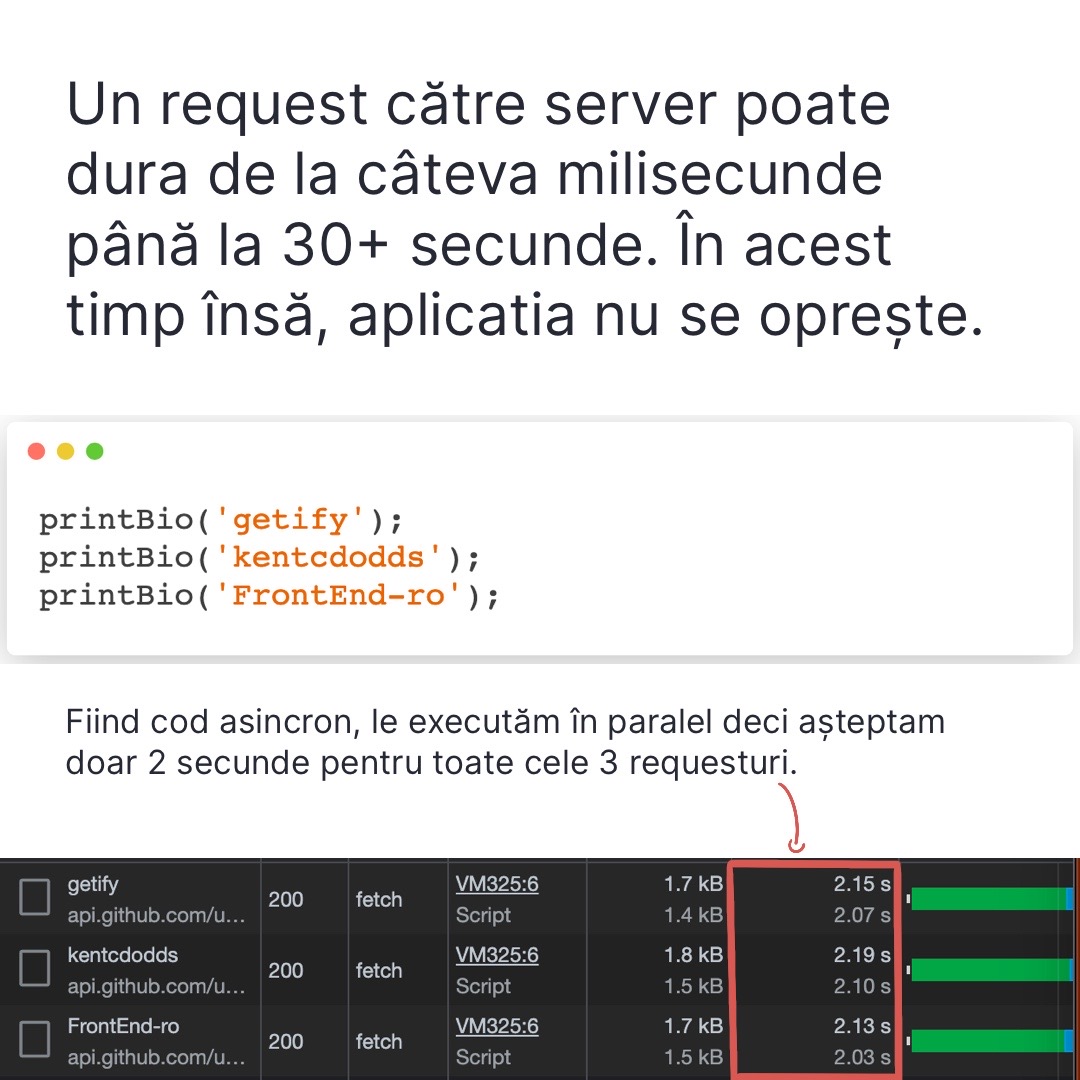 Un request către server poate
dura de la câteva milisecunde
până la 30+ secunde. În acest
timp însă, aplicatia nu se oprește.
printBio('getify');
printBio('kentcdodds');
printBio('FrontEnd-ro');
Fiind cod asincron, le executăm în paralel deci așteptam
doar 2 secunde pentru toate cele 3 requesturi.
getify 200 fetch VM325:6 1.7 kB 2.15 s
api.github.com/u... Script 1.4 kB 2.07 s
kentcdodds 200 fetch VM325:6 1.8 kB 2.19 s
api.github.com/u... Script 1.5 kB 2.10 s
FrontEnd-ro 200 fetch VM325:6 1.7 kB 2.13 s
api.github.com/u... Script 1.5 kB 2.03 s